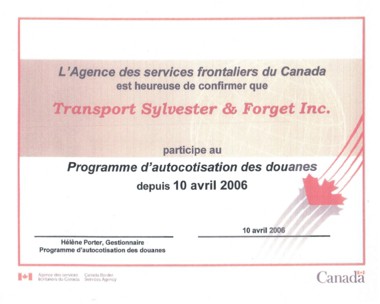 L'Agence des services frontaliers du Canada
est heureuse de confirmer que
Transport Sylvester & Forget Inc.
participe au
Programme d'autocotisation des douanes
depuis 10 avril 2006
10 avril 2006
Hélène Porter, Gestionnaire
Programme d'autocotisation des douanes
Agence des services Canada Border
frontaliers du Canada Services Agency
Canada